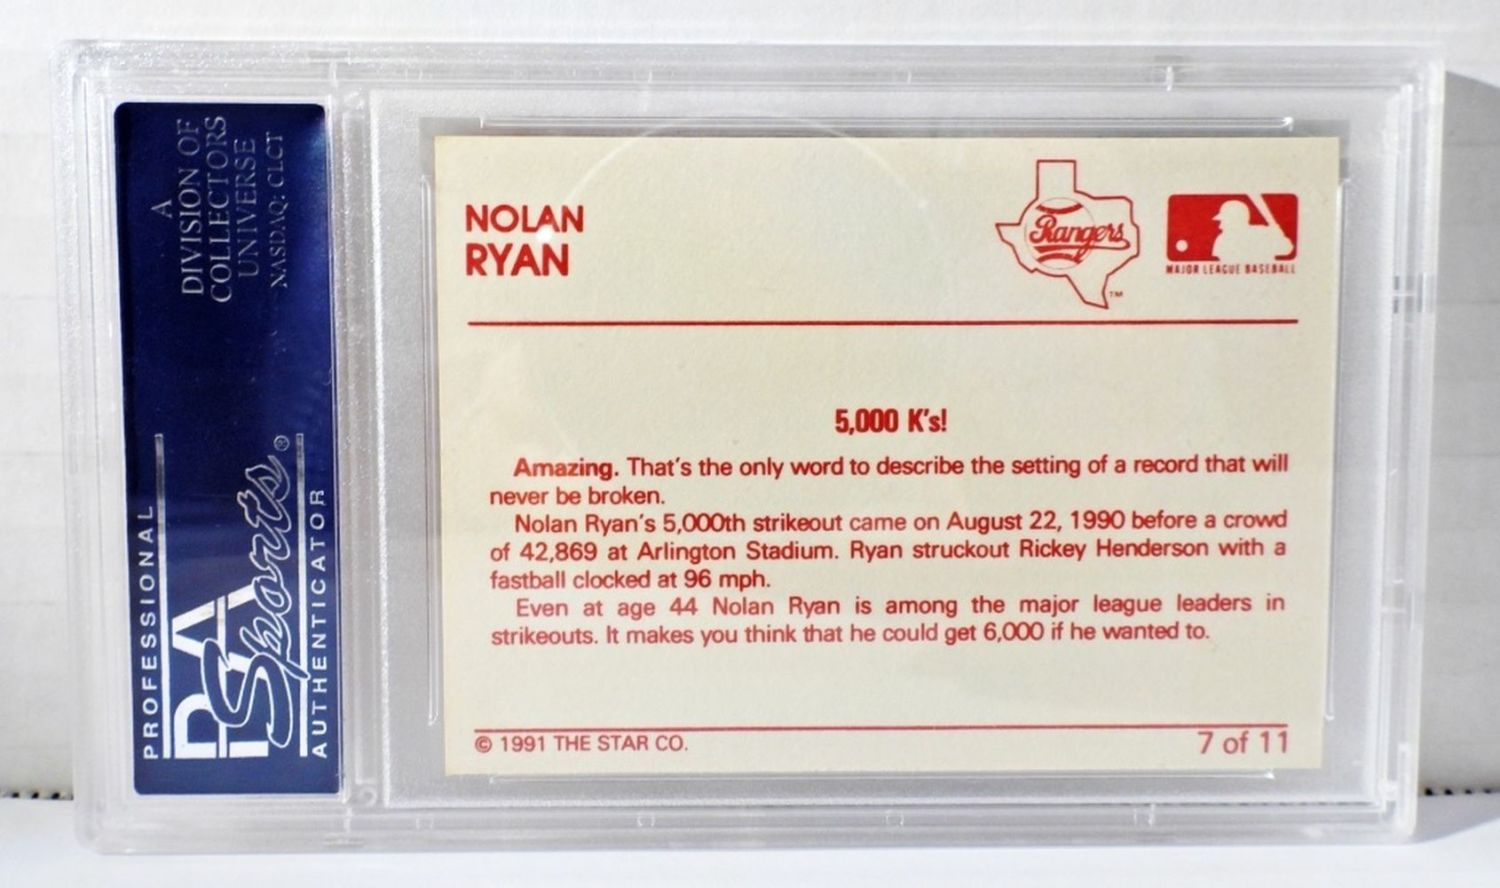 A
DIVISION OF
COLLECTORS
UNIVERSE
NASDAQ: CLCT
PROFESSIONAL
PSA
Sports®
AUTHENTICATOR
NOLAN
RYAN
Rangers
TM
MAJOR LEAGUE BASEBALL
5,000 K's!
Amazing. That's the only word to describe the setting of a record that will
never be broken.
Nolan Ryan's 5,000th strikeout came on August 22, 1990 before a crowd
of 42,869 at Arlington Stadium. Ryan struckout Rickey Henderson with a
fastball clocked at 96 mph.
Even at age 44 Nolan Ryan is among the major league leaders in
strikeouts. It makes you think that he could get 6,000 if he wanted to.
© 1991 THE STAR CO.
7 of 11